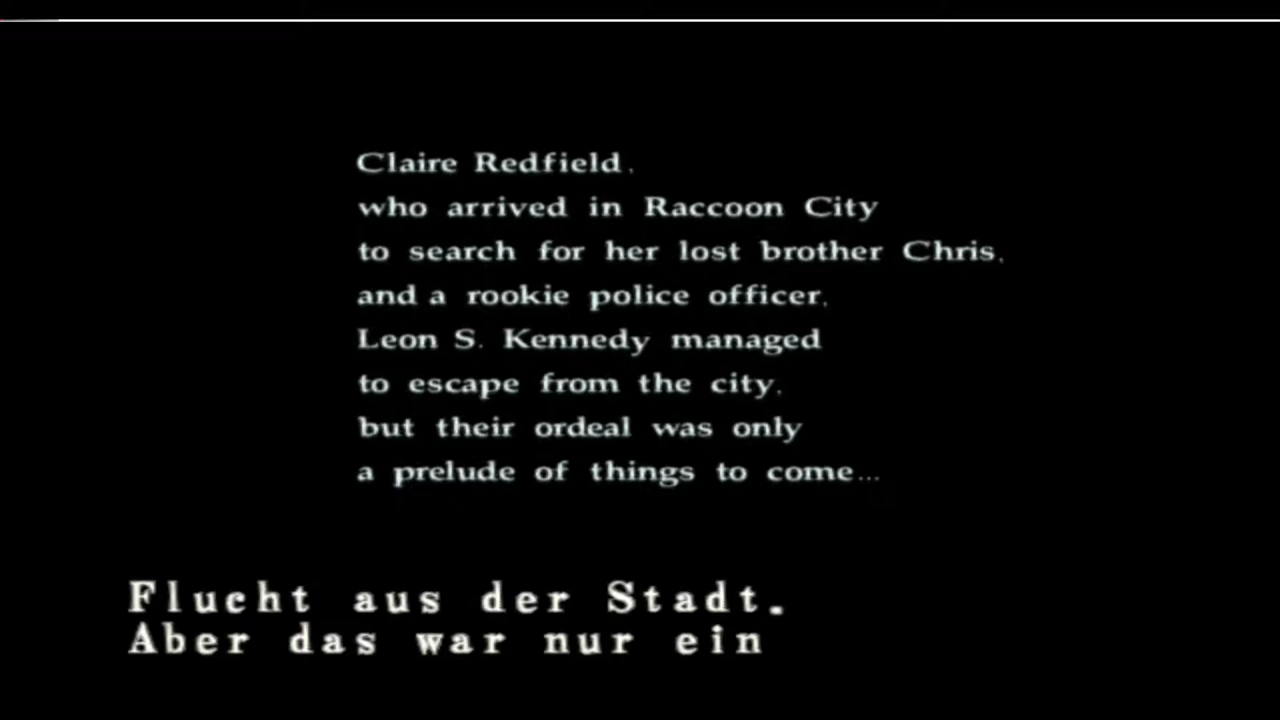 Claire Redfield,
who arrived in Raccoon City
to search for her lost brother Chris,
and a rookie police officer,
Leon S. Kennedy managed
to escape from the city,
but their ordeal was only
a prelude of things to come...
Flucht aus der Stadt.
Aber das war nur ein